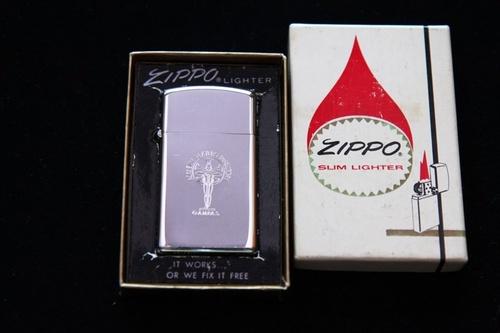 ZIPPO® LIGHTER
IT WORKS...
OR WE FIX IT FREE
ZIPPO®
SLIM LIGHTER